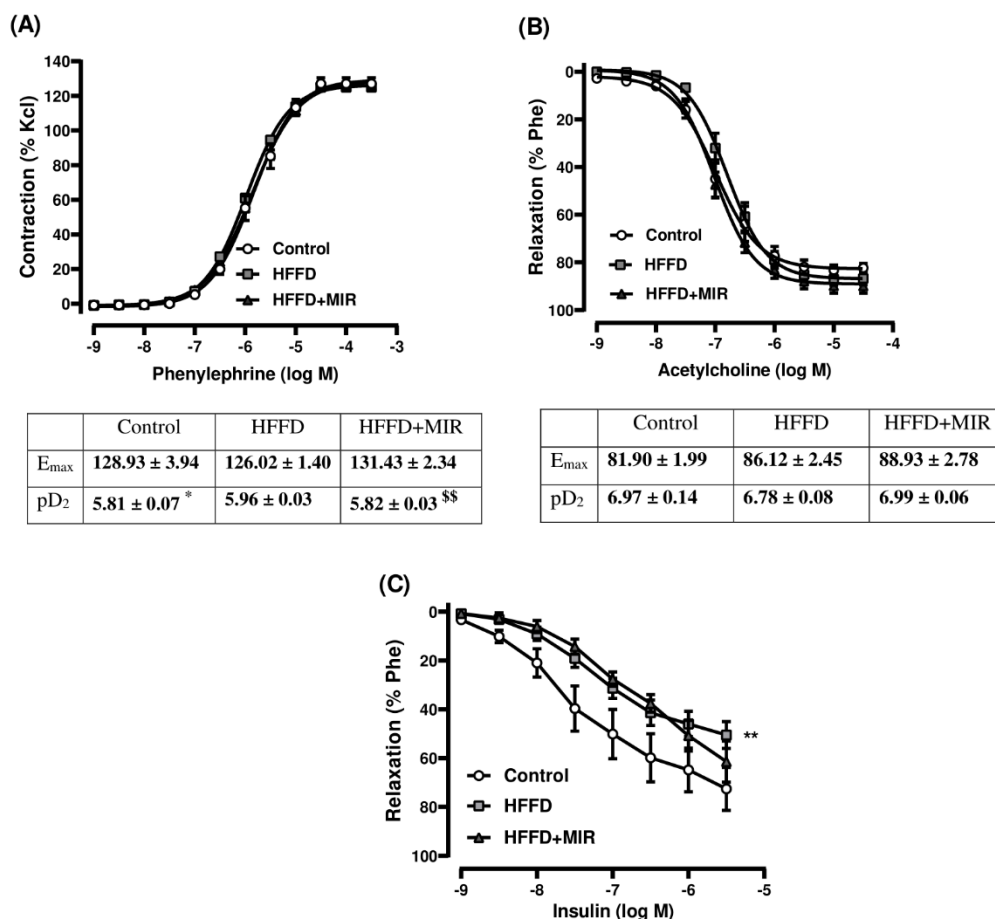 (A)
Contraction (% Kcl)
140
120
100
80
60
40
20
0
Control
HFFD
HFFD+MIR
-9 -8 -7 -6 -5 -4 -3
Phenylephrine (log M)
(B)
Relaxation (% Phe)
0
20
40
60
80
100
Control
HFFD
HFFD+MIR
-9 -8 -7 -6 -5 -4
Acetylcholine (log M)
Control HFFD HFFD+MIR
Emax 128.93 ± 3.94 126.02 ± 1.40 131.43 ± 2.34
pD2 5.81 ± 0.07 * 5.96 ± 0.03 5.82 ± 0.03 $$
Control HFFD HFFD+MIR
Emax 81.90 ± 1.99 86.12 ± 2.45 88.93 ± 2.78
pD2 6.97 ± 0.14 6.78 ± 0.08 6.99 ± 0.06
(C)
Relaxation (% Phe)
0
20
40
60
80
100
**
Control
HFFD
HFFD+MIR
-9 -8 -7 -6 -5
Insulin (log M)